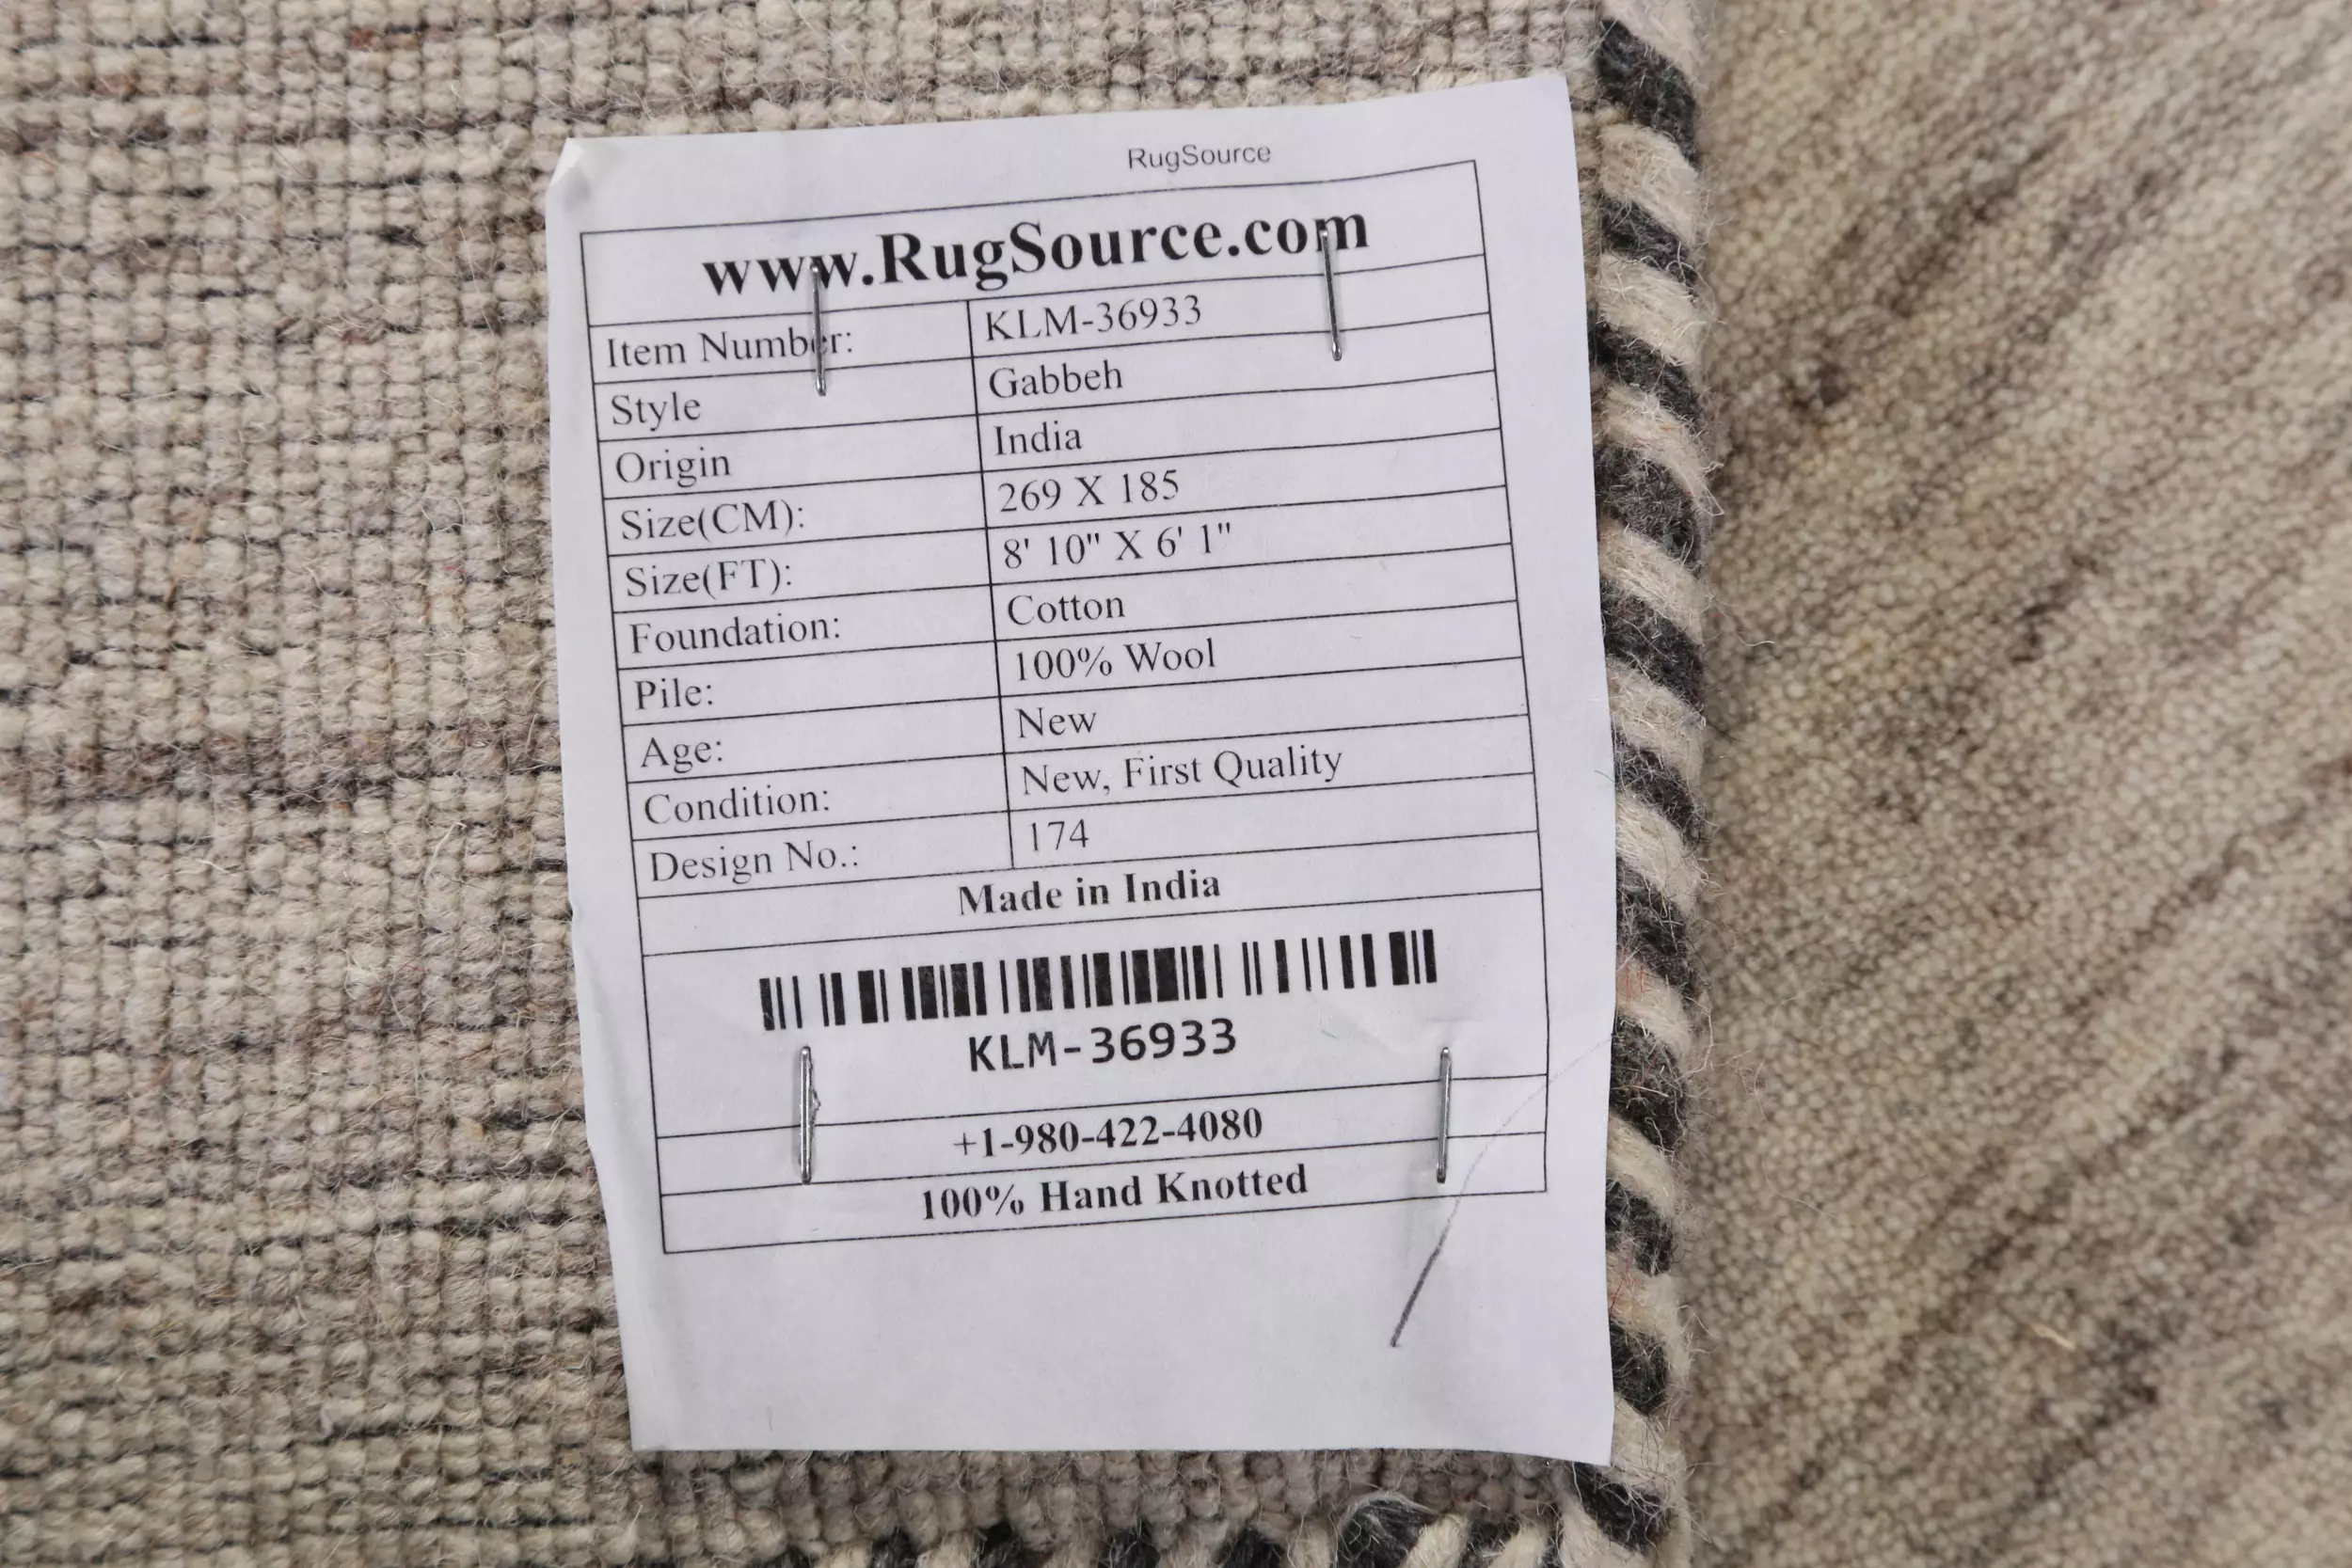 RugSource
www.RugSource.com
Item Number: KLM-36933
Style Gabbeh
Origin India
Size(CM): 269 X 185
Size(FT): 8' 10" X 6' 1"
Foundation: Cotton
Pile: 100% Wool
Age: New
Condition: New, First Quality
Design No.: 174
Made in India
KLM-36933
+1-980-422-4080
100% Hand Knotted